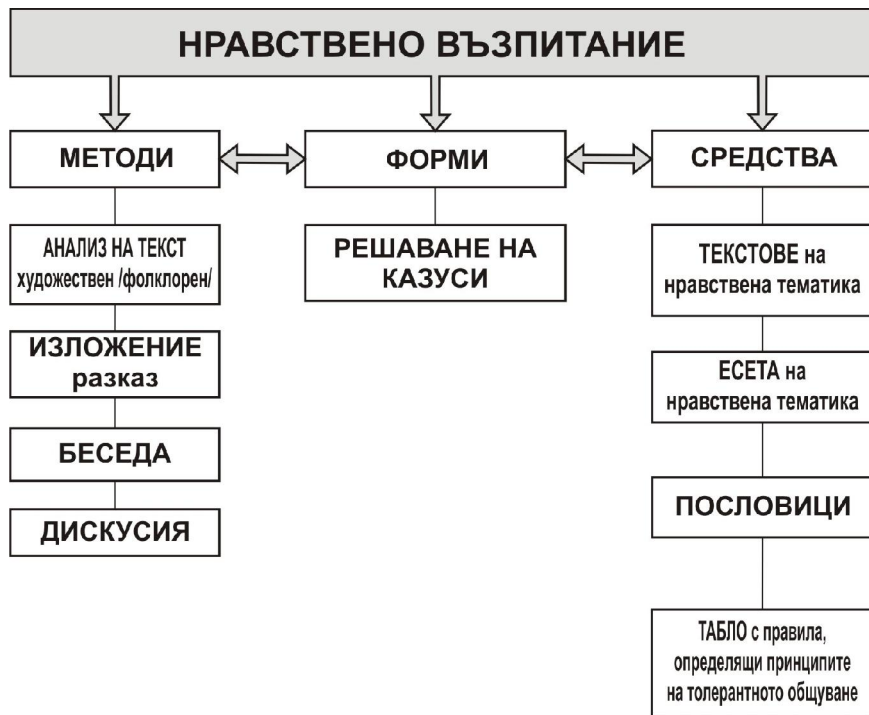 НРАВСТВЕНО ВЪЗПИТАНИЕ
МЕТОДИ
ФОРМИ
СРЕДСТВА
АНАЛИЗ НА ТЕКСТ
художествен /фолклорен/
ИЗЛОЖЕНИЕ
разказ
БЕСЕДА
ДИСКУСИЯ
РЕШАВАНЕ НА
КАЗУСИ
ТЕКСТОВЕ на
нравствена тематика
ЕСЕТА на
нравствена тематика
ПОСЛОВИЦИ
ТАБЛО с правила,
определящи принципите
на толерантното общуване